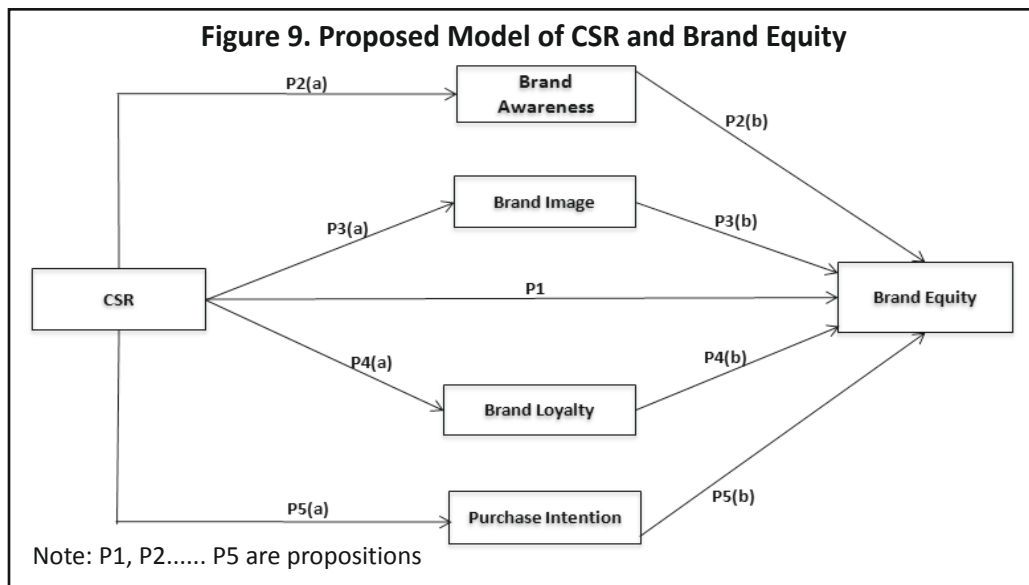 Figure 9. Proposed Model of CSR and Brand Equity
P2(a)
Brand
Awareness
P2(b)
P3(a)
Brand Image
P3(b)
CSR
P1
Brand Equity
P4(a)
Brand Loyalty
P4(b)
P5(a)
Purchase Intention
P5(b)
Note: P1, P2...... P5 are propositions